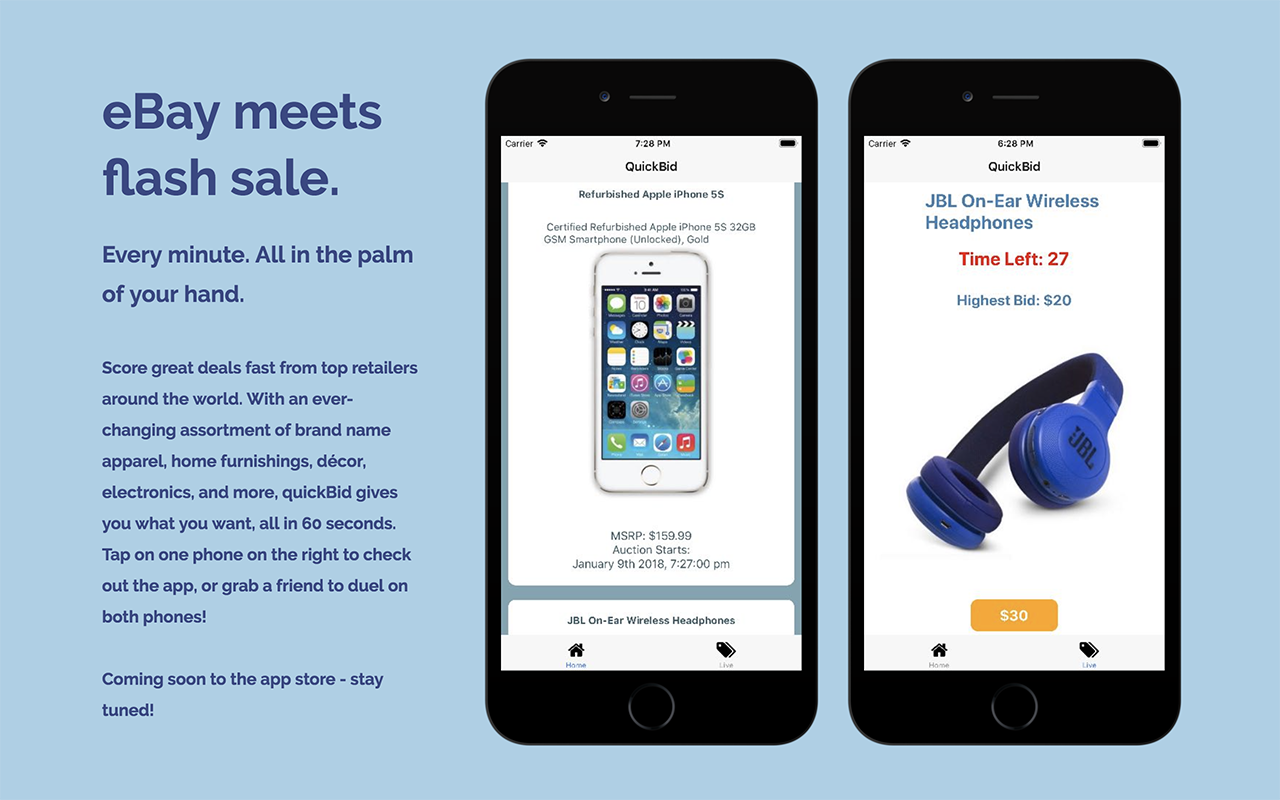 eBay meets
flash sale.
Every minute. All in the palm
of your hand.
Score great deals fast from top retailers
around the world. With an ever-
changing assortment of brand name
apparel, home furnishings, décor,
electronics, and more, quickBid gives
you what you want, all in 60 seconds.
Tap on one phone on the right to check
out the app, or grab a friend to duel on
both phones!
Coming soon to the app store - stay
tuned!
Carrier 7:28 PM
QuickBid
Refurbished Apple iPhone 5S
Certified Refurbished Apple iPhone 5S 32GB
GSM Smartphone (Unlocked), Gold
MSRP: $159.99
Auction Starts:
January 9th 2018, 7:27:00 pm
JBL On-Ear Wireless Headphones
Home Live
Carrier 6:28 PM
QuickBid
JBL On-Ear Wireless
Headphones
Time Left: 27
Highest Bid: $20
JBL
$30
Home Live